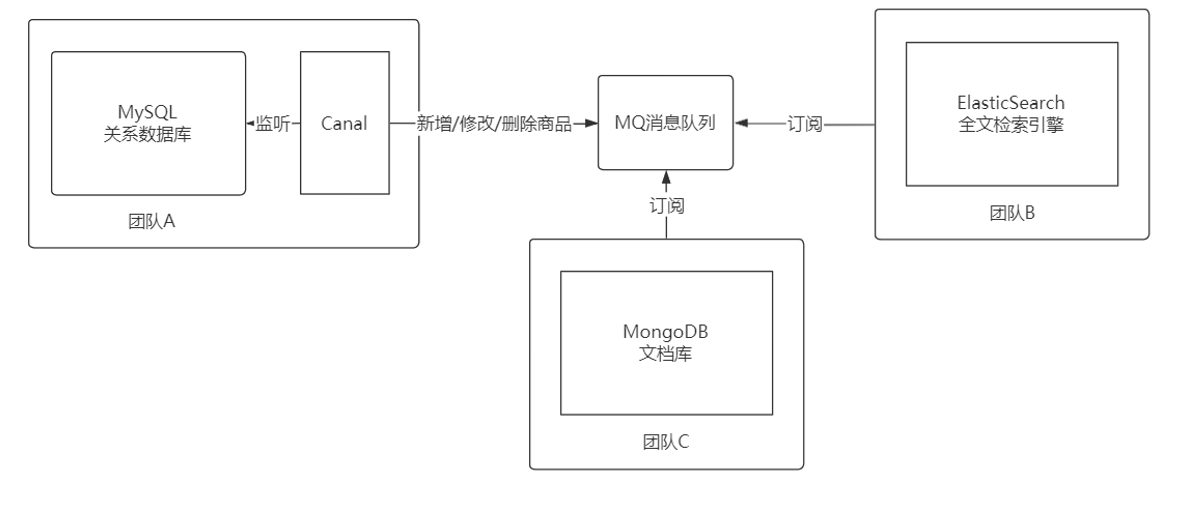 MySQL
关系数据库
监听
Canal
团队A
新增/修改/删除商品
MQ消息队列
订阅
ElasticSearch
全文检索引擎
团队B
订阅
MongoDB
文档库
团队C